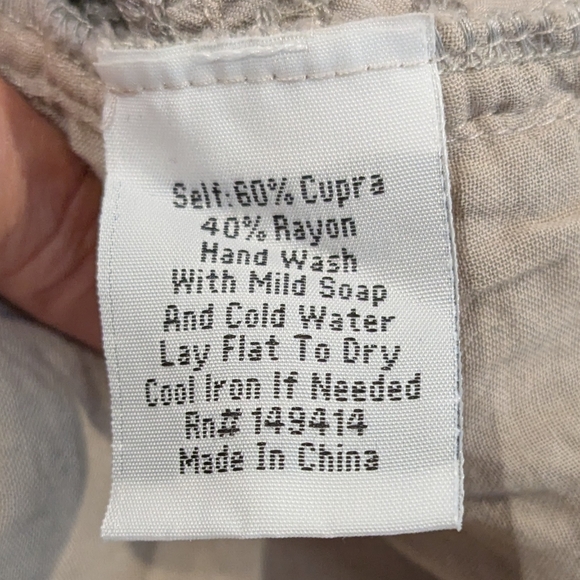 Self:60% Cupra
40% Rayon
Hand Wash
With Mild Soap
And Cold Water
Lay Flat To Dry
Cool Iron If Needed
Rn# 149414
Made In China